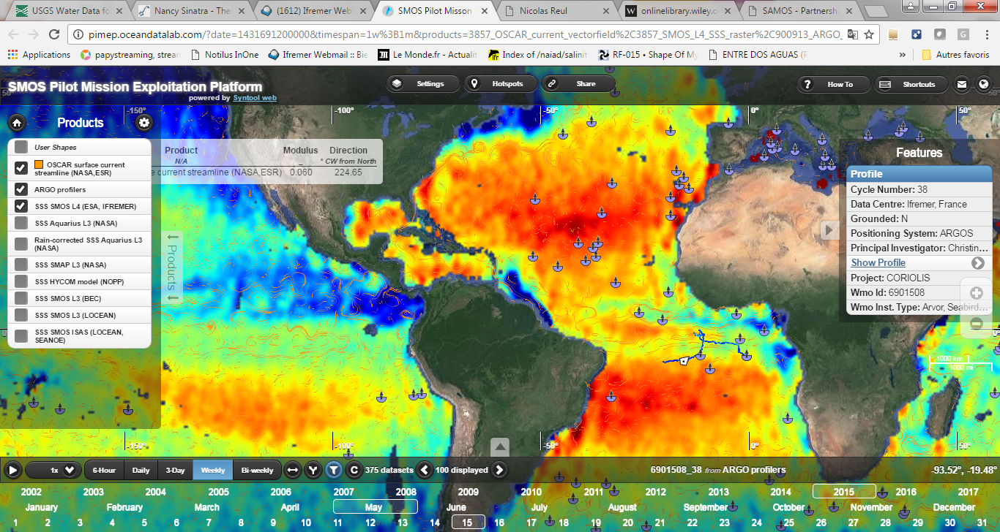 USGS Water Data fo
Nancy Sinatra - The
(1612) Ifremer Web
SMOS Pilot Mission
Nicolas Reul
onlinelibrary.wiley.c
SAMOS - Partnersh
pimep.oceandatalab.com/?date=1431691200000&timespan=1w%3B1m&products=3857_OSCAR_current_vectorfield%2C3857_SMOS_L4_SSS_raster%2C900913_ARGO_
Applications
papystreaming, strean
Notilus InOne
Ifremer Webmail :: Bie
Le Monde.fr - Actualit
Index of /naiad/salinit
RF-015 • Shape Of My
ENTRE DOS AGUAS (P
»
Autres favoris
SMOS Pilot Mission Exploitation Platform
powered by Syntool web
Settings
Hotspots
Share
How To
Shortcuts
-150°
-100°
-50°
0°
50°
Products
User Shapes
OSCAR surface current
streamline (NASA,ESR)
ARGO profilers
SSS SMOS L4 (ESA, IFREMER)
SSS Aquarius L3 (NASA)
Rain-corrected SSS Aquarius L3
(NASA)
SSS SMAP L3 (NASA)
SSS HYCOM model (NOPP)
SSS SMOS L3 (BEC)
SSS SMOS L3 (LOCEAN)
SSS SMOS ISAS (LOCEAN,
SEANOE)
Product Modulus Direction
N/A ° CW from North
e current streamline (NASA,ESR) 0.060 224.65
Products
Features
Profile
Cycle Number: 38
Data Centre: Ifremer, France
Grounded: N
Positioning System: ARGOS
Principal Investigator: Christin...
Show Profile
Project: CORIOLIS
Wmo Id: 6901508
Wmo Inst. Type: Arvor, Seabird...
1000 km
1000 mi
-150°
-100°
-50°
0°
50°
1x
6-Hour
Daily
3-Day
Weekly
Bi-weekly
Y
C
375 datasets
100 displayed
6901508_38 from ARGO profilers
-93.52°, -19.48°
2002 2003 2004 2005 2006 2007 2008 2009 2010 2011 2012 2013 2014 2015 2016 2017
January February March April May June July August September October November December
1 2 3 4 5 6 7 8 9 10 11 12 13 14 15 16 17 18 19 20 21 22 23 24 25 26 27 28 29 30 31